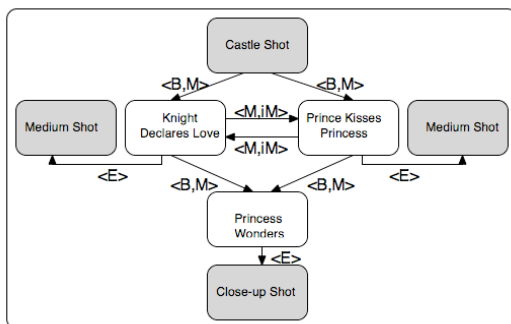 Castle Shot
<B,M> <B,M>
Medium Shot
Knight
Declares Love
<M,iM>
<M,iM>
Prince Kisses
Princess
Medium Shot
<E>
<B,M>
<B,M>
<E>
Princess
Wonders
<E>
Close-up Shot